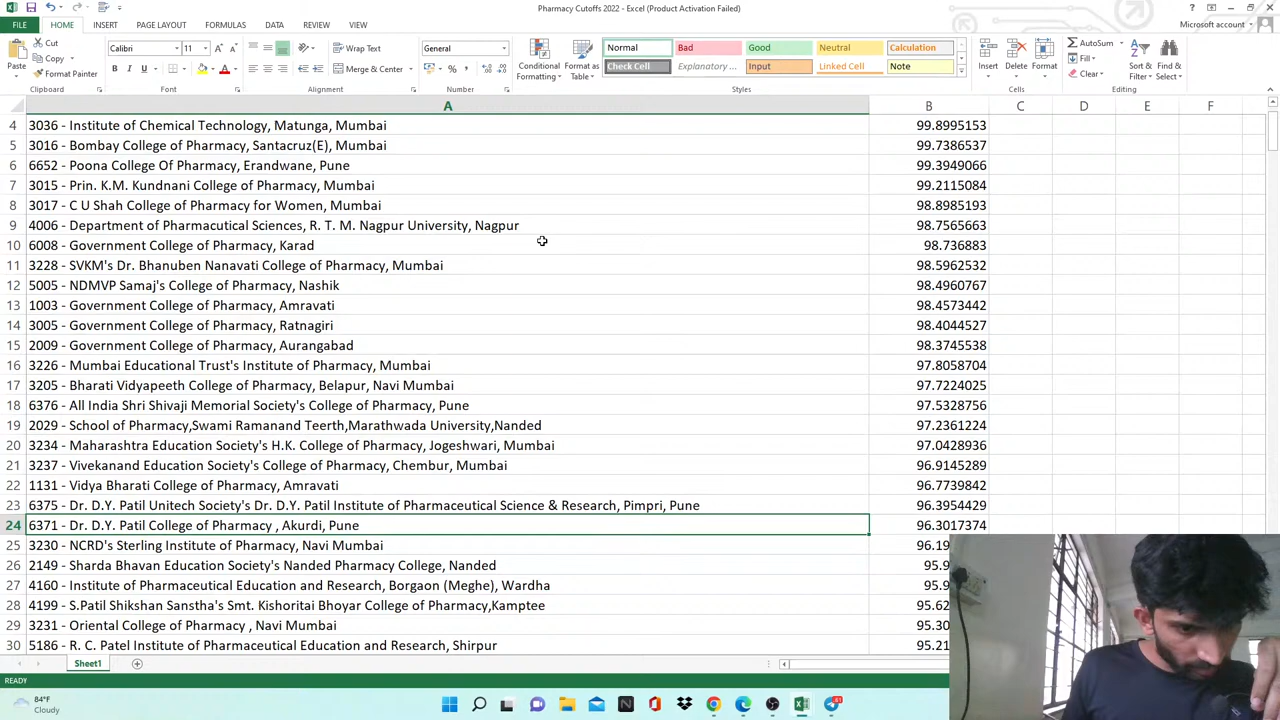 Pharmacy Cutoffs 2022 - Excel (Product Activation Failed)
FILE HOME INSERT PAGE LAYOUT FORMULAS DATA REVIEW VIEW Microsoft account
Cut Calibri 11 Wrap Text General Normal Bad Good Neutral Calculation AutoSum
Copy Fill
Paste Format Painter Merge & Center Conditional Formatting Format as Table Check Cell Explanatory ... Input Linked Cell Note Insert Delete Format Clear Sort & Filter Find & Select
Clipboard Font Alignment Number Styles Cells Editing
A B C D E F
4 3036 - Institute of Chemical Technology, Matunga, Mumbai 99.8995153
5 3016 - Bombay College of Pharmacy, Santacruz(E), Mumbai 99.7386537
6 6652 - Poona College Of Pharmacy, Erandwane, Pune 99.3949066
7 3015 - Prin. K.M. Kundnani College of Pharmacy, Mumbai 99.2115084
8 3017 - C U Shah College of Pharmacy for Women, Mumbai 98.8985193
9 4006 - Department of Pharmacutical Sciences, R. T. M. Nagpur University, Nagpur 98.7565663
10 6008 - Government College of Pharmacy, Karad 98.736883
11 3228 - SVKM's Dr. Bhanuben Nanavati College of Pharmacy, Mumbai 98.5962532
12 5005 - NDMVP Samaj's College of Pharmacy, Nashik 98.4960767
13 1003 - Government College of Pharmacy, Amravati 98.4573442
14 3005 - Government College of Pharmacy, Ratnagiri 98.4044527
15 2009 - Government College of Pharmacy, Aurangabad 98.3745538
16 3226 - Mumbai Educational Trust's Institute of Pharmacy, Mumbai 97.8058704
17 3205 - Bharati Vidyapeeth College of Pharmacy, Belapur, Navi Mumbai 97.7224025
18 6376 - All India Shri Shivaji Memorial Society's College of Pharmacy, Pune 97.5328756
19 2029 - School of Pharmacy,Swami Ramanand Teerth,Marathwada University,Nanded 97.2361224
20 3234 - Maharashtra Education Society's H.K. College of Pharmacy, Jogeshwari, Mumbai 97.0428936
21 3237 - Vivekanand Education Society's College of Pharmacy, Chembur, Mumbai 96.9145289
22 1131 - Vidya Bharati College of Pharmacy, Amravati 96.7739842
23 6375 - Dr. D.Y. Patil Unitech Society's Dr. D.Y. Patil Institute of Pharmaceutical Science & Research, Pimpri, Pune 96.3954429
24 6371 - Dr. D.Y. Patil College of Pharmacy , Akurdi, Pune 96.3017374
25 3230 - NCRD's Sterling Institute of Pharmacy, Navi Mumbai 96.19
26 2149 - Sharda Bhavan Education Society's Nanded Pharmacy College, Nanded 95.9
27 4160 - Institute of Pharmaceutical Education and Research, Borgaon (Meghe), Wardha 95.9
28 4199 - S.Patil Shikshan Sanstha's Smt. Kishoritai Bhoyar College of Pharmacy,Kamptee 95.62
29 3231 - Oriental College of Pharmacy , Navi Mumbai 95.30
30 5186 - R. C. Patel Institute of Pharmaceutical Education and Research, Shirpur 95.21
Sheet1
READY
84°F
Cloudy